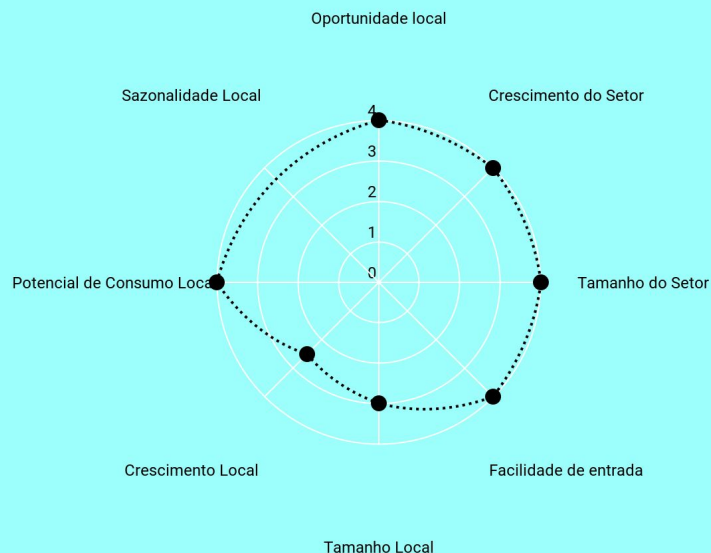 Oportunidade local
Sazonalidade Local
Crescimento do Setor
4
3
2
1
0
Potencial de Consumo Local
Tamanho do Setor
Crescimento Local
Facilidade de entrada
Tamanho Local